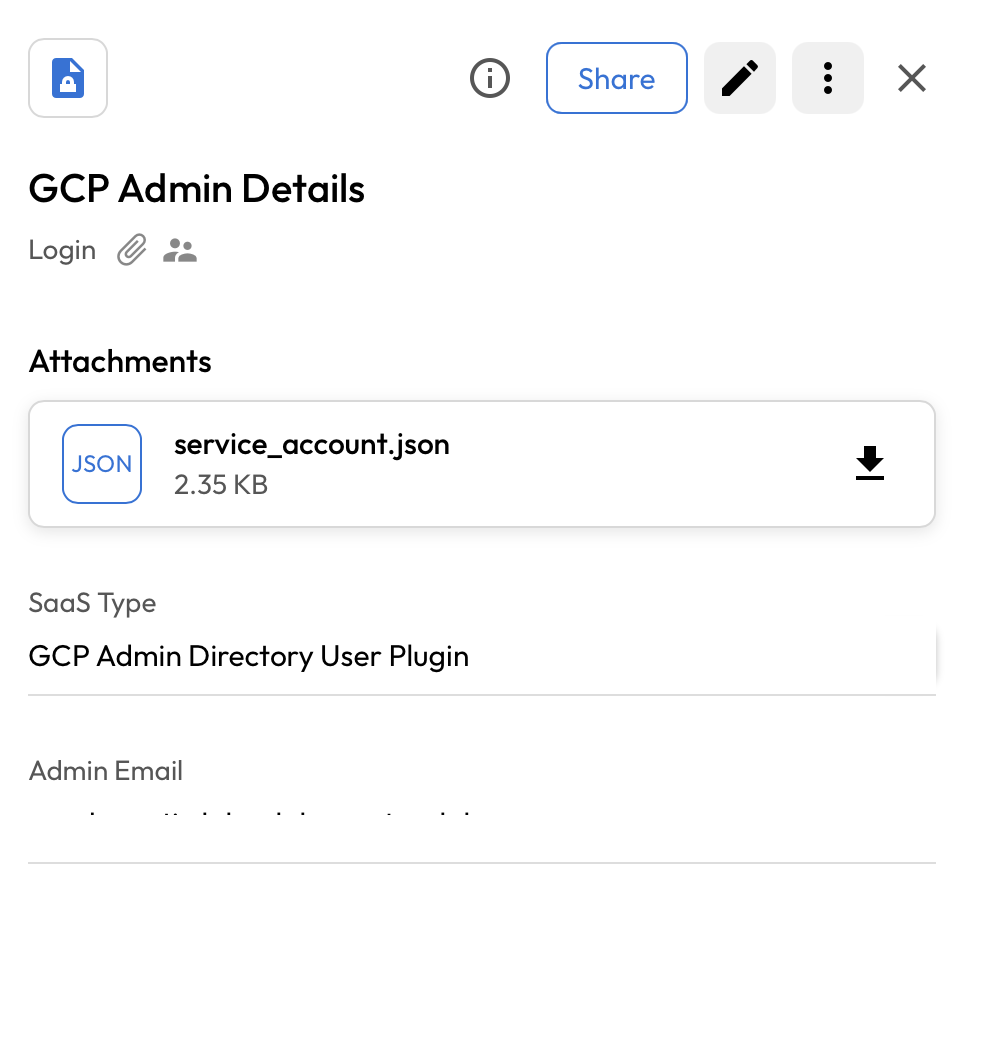 Share
GCP Admin Details
Login
Attachments
JSON
service_account.json
2.35 KB
SaaS Type
GCP Admin Directory User Plugin
Admin Email